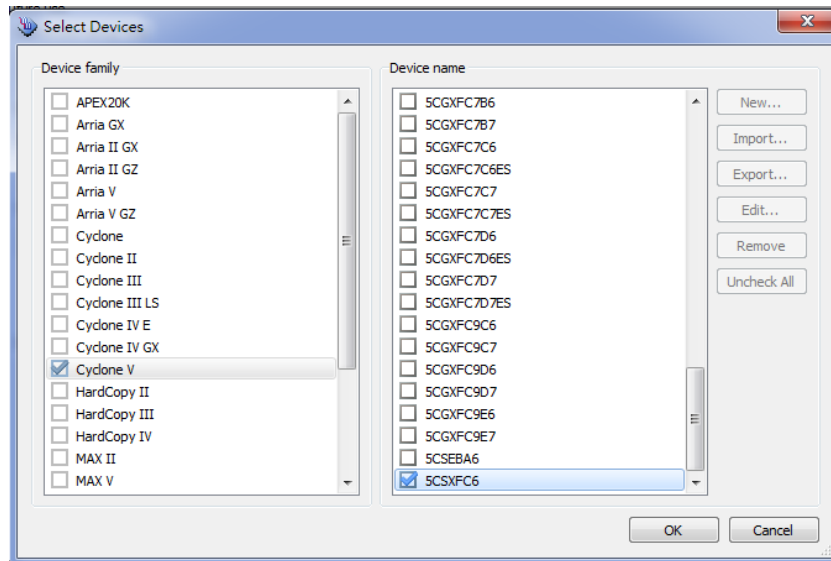 Select Devices
Device family
APEX20K
Arria GX
Arria II GX
Arria II GZ
Arria V
Arria V GZ
Cyclone
Cyclone II
Cyclone III
Cyclone III LS
Cyclone IV E
Cyclone IV GX
Cyclone V
HardCopy II
HardCopy III
HardCopy IV
MAX II
MAX V
Device name
5CGXFC7B6
5CGXFC7B7
5CGXFC7C6
5CGXFC7C6ES
5CGXFC7C7
5CGXFC7C7ES
5CGXFC7D6
5CGXFC7D6ES
5CGXFC7D7
5CGXFC7D7ES
5CGXFC9C6
5CGXFC9C7
5CGXFC9D6
5CGXFC9D7
5CGXFC9E6
5CGXFC9E7
5CSEBA6
5CSXFC6
New...
Import...
Export...
Edit...
Remove
Uncheck All
OK
Cancel